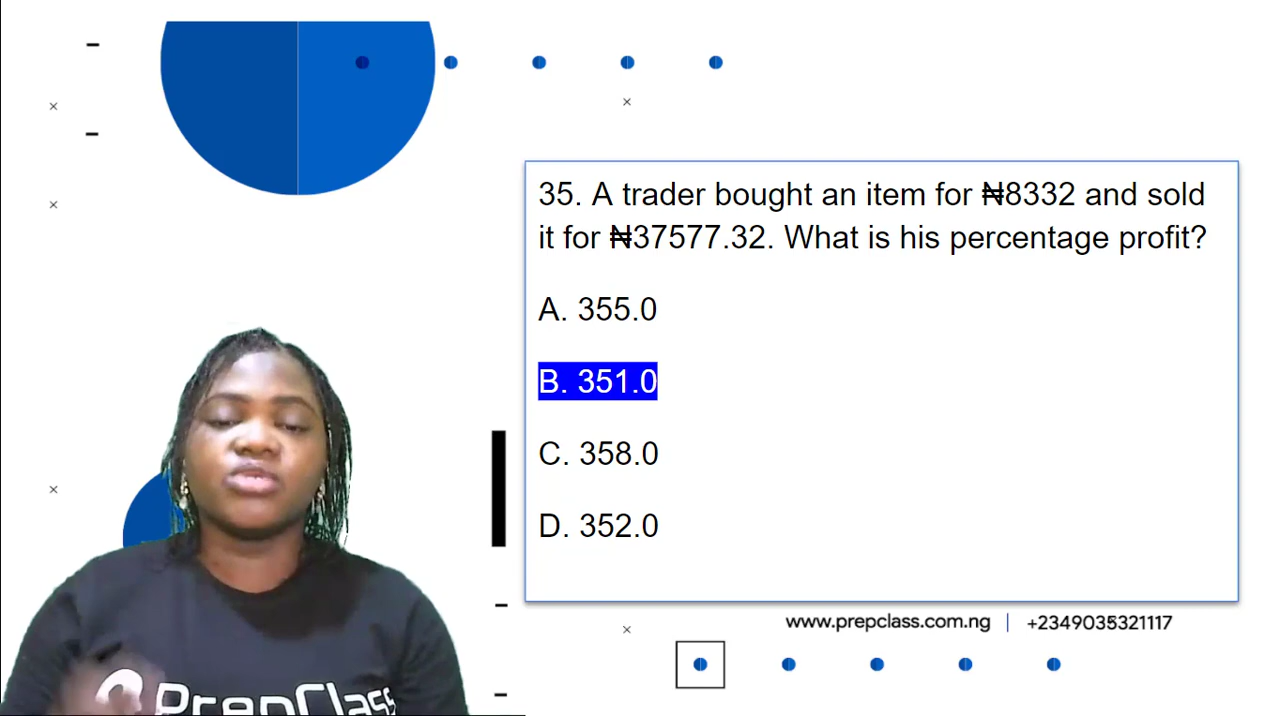 35. A trader bought an item for ₦8332 and sold
it for ₦37577.32. What is his percentage profit?
A. 355.0
B. 351.0
C. 358.0
D. 352.0
www.prepclass.com.ng | +2349035321117
PrepClass